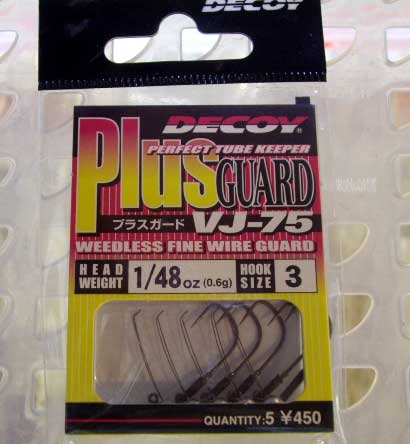 DECOY
DECOY®
PERFECT TUBE KEEPER
Plus GUARD
プラスガード VJ-75
WEEDLESS FINE WIRE GUARD
HEAD WEIGHT 1/48 oz (0.6g) HOOK SIZE 3
QUANTITY:5 ¥450